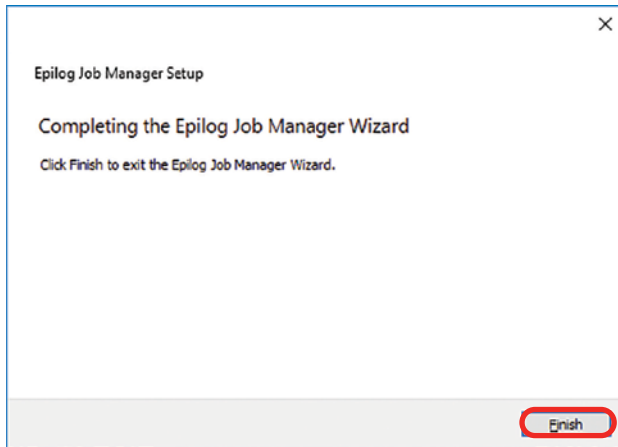 Epilog Job Manager Setup
Completing the Epilog Job Manager Wizard
Click Finish to exit the Epilog Job Manager Wizard.
Finish